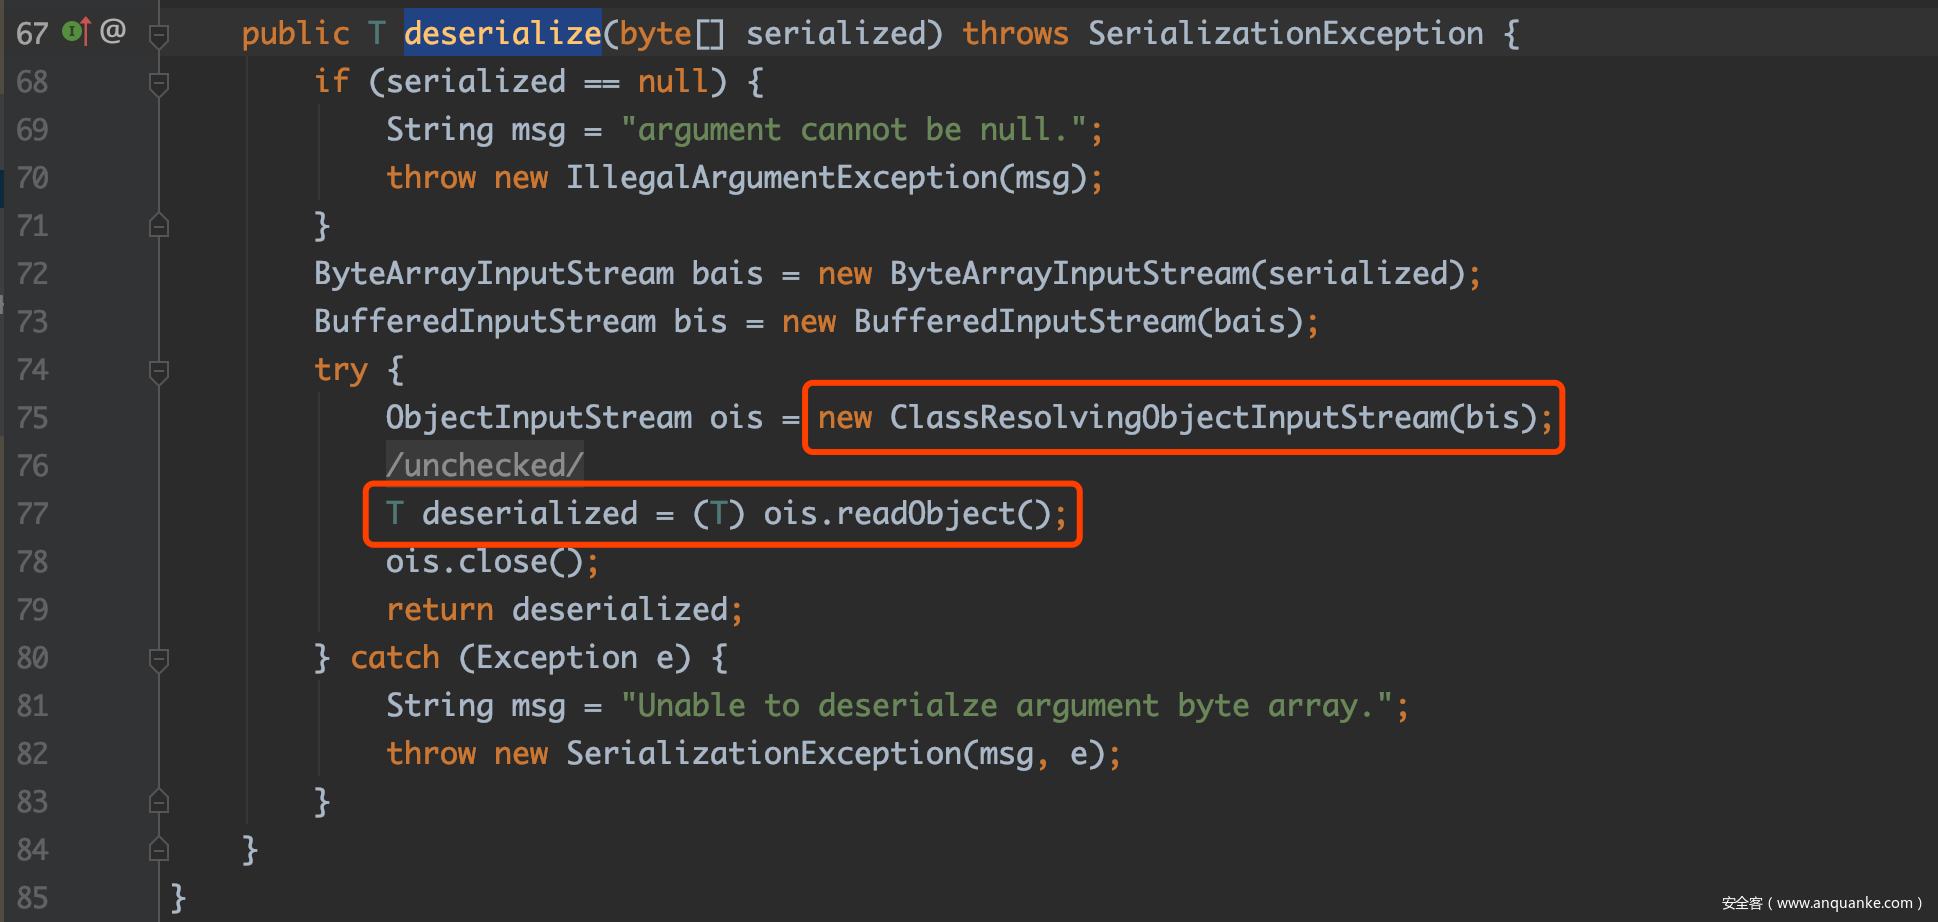 67 @ public T deserialize(byte[] serialized) throws SerializationException {
68 if (serialized == null) {
69 String msg = "argument cannot be null.";
70 throw new IllegalArgumentException(msg);
71 }
72 ByteArrayInputStream bais = new ByteArrayInputStream(serialized);
73 BufferedInputStream bis = new BufferedInputStream(bais);
74 try {
75 ObjectInputStream ois = new ClassResolvingObjectInputStream(bis);
76 /unchecked/
77 T deserialized = (T) ois.readObject();
78 ois.close();
79 return deserialized;
80 } catch (Exception e) {
81 String msg = "Unable to deserialze argument byte array.";
82 throw new SerializationException(msg, e);
83 }
84 }
85 }
安全客（www.anquanke.com）